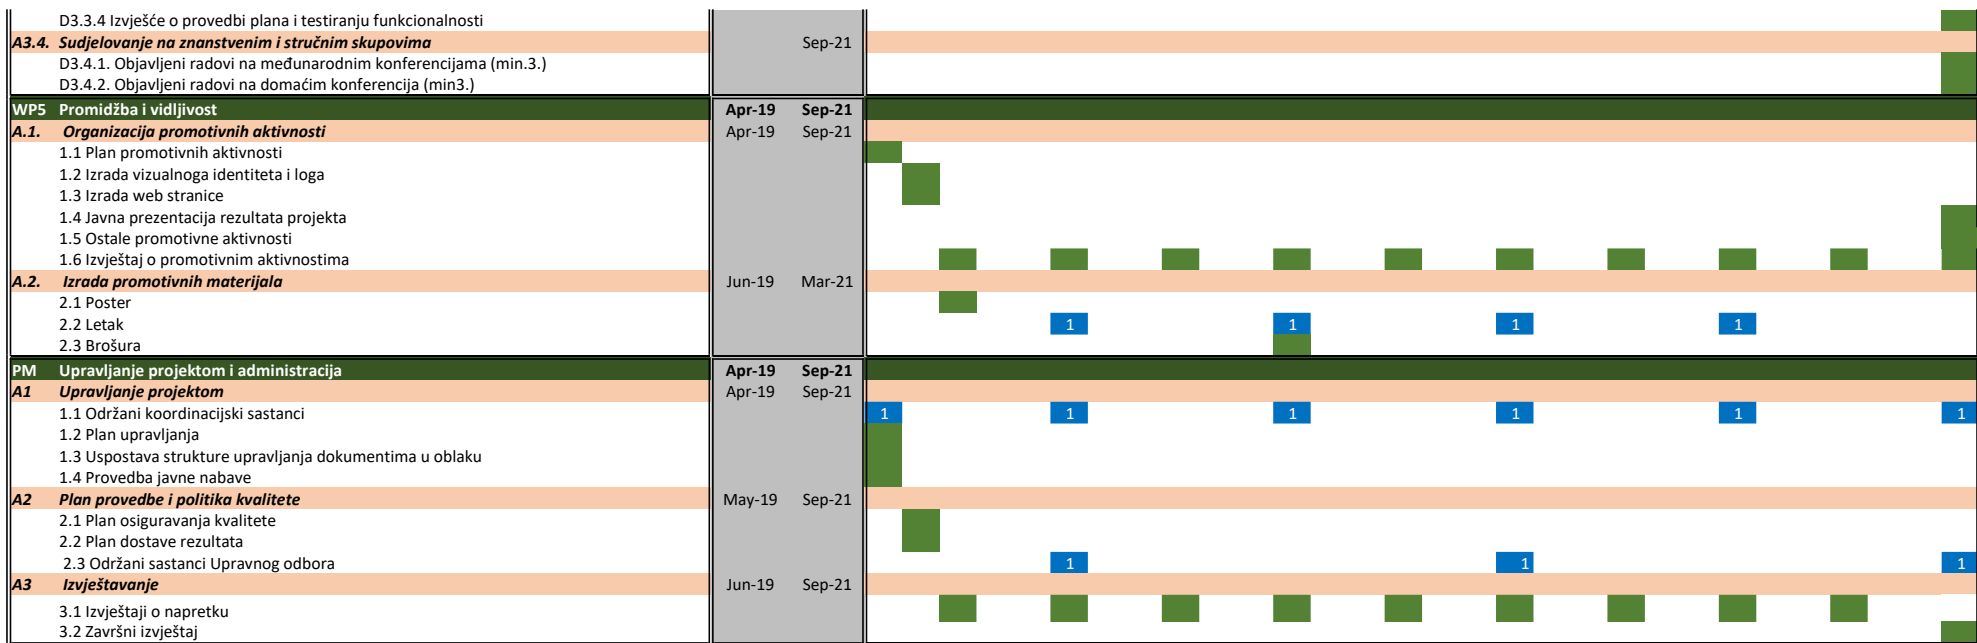 D3.3.4 Izvješće o provedbi plana i testiranju funkcionalnosti
A3.4. Sudjelovanje na znanstvenim i stručnim skupovima Sep-21
D3.4.1. Objavljeni radovi na međunarodnim konferencijama (min.3.)
D3.4.2. Objavljeni radovi na domaćim konferencija (min3.)
WP5 Promidžba i vidljivost Apr-19 Sep-21
A.1. Organizacija promotivnih aktivnosti Apr-19 Sep-21
1.1 Plan promotivnih aktivnosti
1.2 Izrada vizualnoga identiteta i loga
1.3 Izrada web stranice
1.4 Javna prezentacija rezultata projekta
1.5 Ostale promotivne aktivnosti
1.6 Izvještaj o promotivnim aktivnostima
A.2. Izrada promotivnih materijala Jun-19 Mar-21
2.1 Poster
2.2 Letak 1 1 1 1
2.3 Brošura
PM Upravljanje projektom i administracija Apr-19 Sep-21
A1 Upravljanje projektom Apr-19 Sep-21
1.1 Održani koordinacijski sastanci 1 1 1 1 1 1
1.2 Plan upravljanja
1.3 Uspostava strukture upravljanja dokumentima u oblaku
1.4 Provedba javne nabave
A2 Plan provedbe i politika kvalitete May-19 Sep-21
2.1 Plan osiguravanja kvalitete
2.2 Plan dostave rezultata
2.3 Održani sastanci Upravnog odbora 1 1 1
A3 Izvještavanje Jun-19 Sep-21
3.1 Izvještaji o napretku
3.2 Završni izvještaj